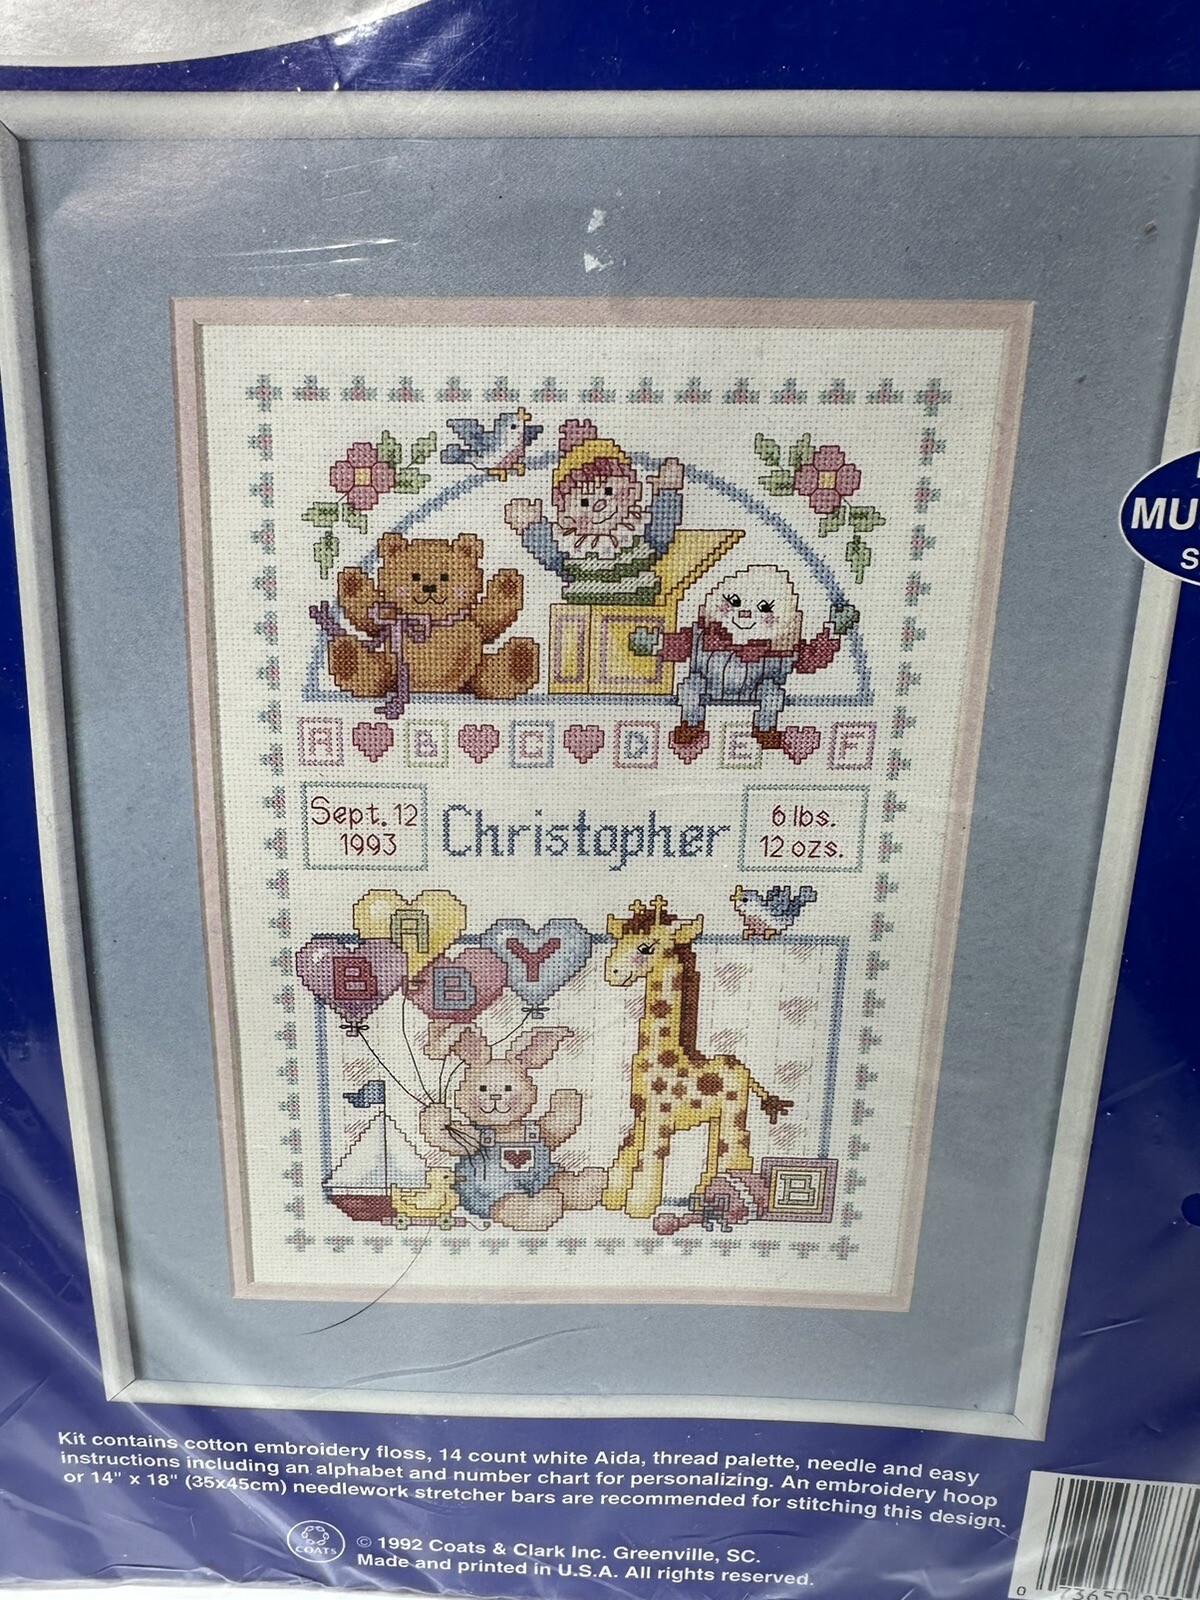 MU
S
A B C D E F
Sept. 12
1993
Christopher
6 lbs.
12 ozs.
B A B Y
B
Kit contains cotton embroidery floss, 14 count white Aida, thread palette, needle and easy
instructions including an alphabet and number chart for personalizing. An embroidery hoop
or 14" x 18" (35x45cm) needlework stretcher bars are recommended for stitching this design.
COATS
© 1992 Coats & Clark Inc. Greenville, SC.
Made and printed in U.S.A. All rights reserved.
0 73650